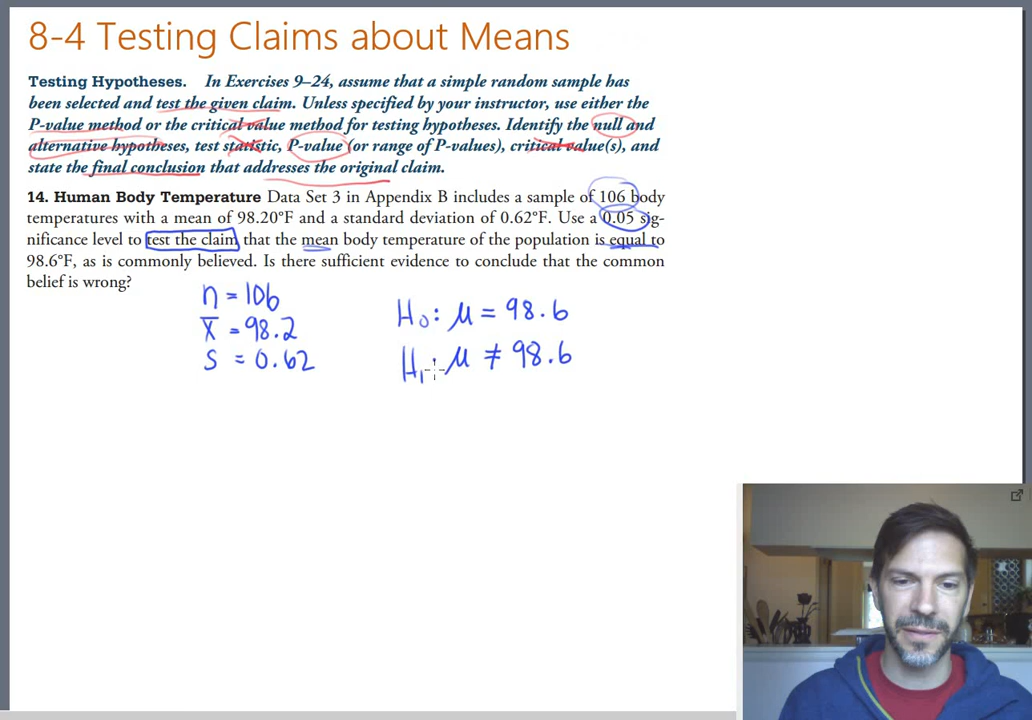 8-4 Testing Claims about Means
Testing Hypotheses. In Exercises 9–24, assume that a simple random sample has
been selected and test the given claim. Unless specified by your instructor, use either the
P-value method or the critical value method for testing hypotheses. Identify the null and
alternative hypotheses, test statistic, P-value (or range of P-values), critical value(s), and
state the final conclusion that addresses the original claim.
14. Human Body Temperature Data Set 3 in Appendix B includes a sample of 106 body
temperatures with a mean of 98.20°F and a standard deviation of 0.62°F. Use a 0.05 sig-
nificance level to test the claim that the mean body temperature of the population is equal to
98.6°F, as is commonly believed. Is there sufficient evidence to conclude that the common
belief is wrong?
n = 106
x̅ = 98.2
s = 0.62
H₀: μ = 98.6
H₁: μ ≠ 98.6